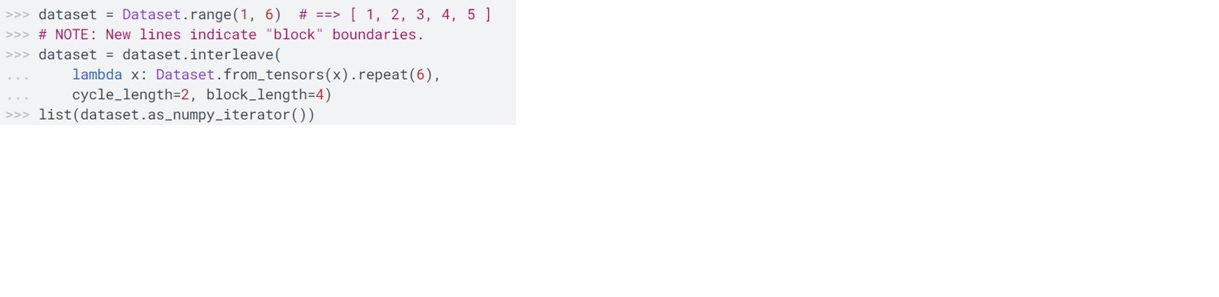 >>> dataset = Dataset.range(1, 6)  # ==> [ 1, 2, 3, 4, 5 ]
>>> # NOTE: New lines indicate "block" boundaries.
>>> dataset = dataset.interleave(
...     lambda x: Dataset.from_tensors(x).repeat(6),
...     cycle_length=2, block_length=4)
>>> list(dataset.as_numpy_iterator())